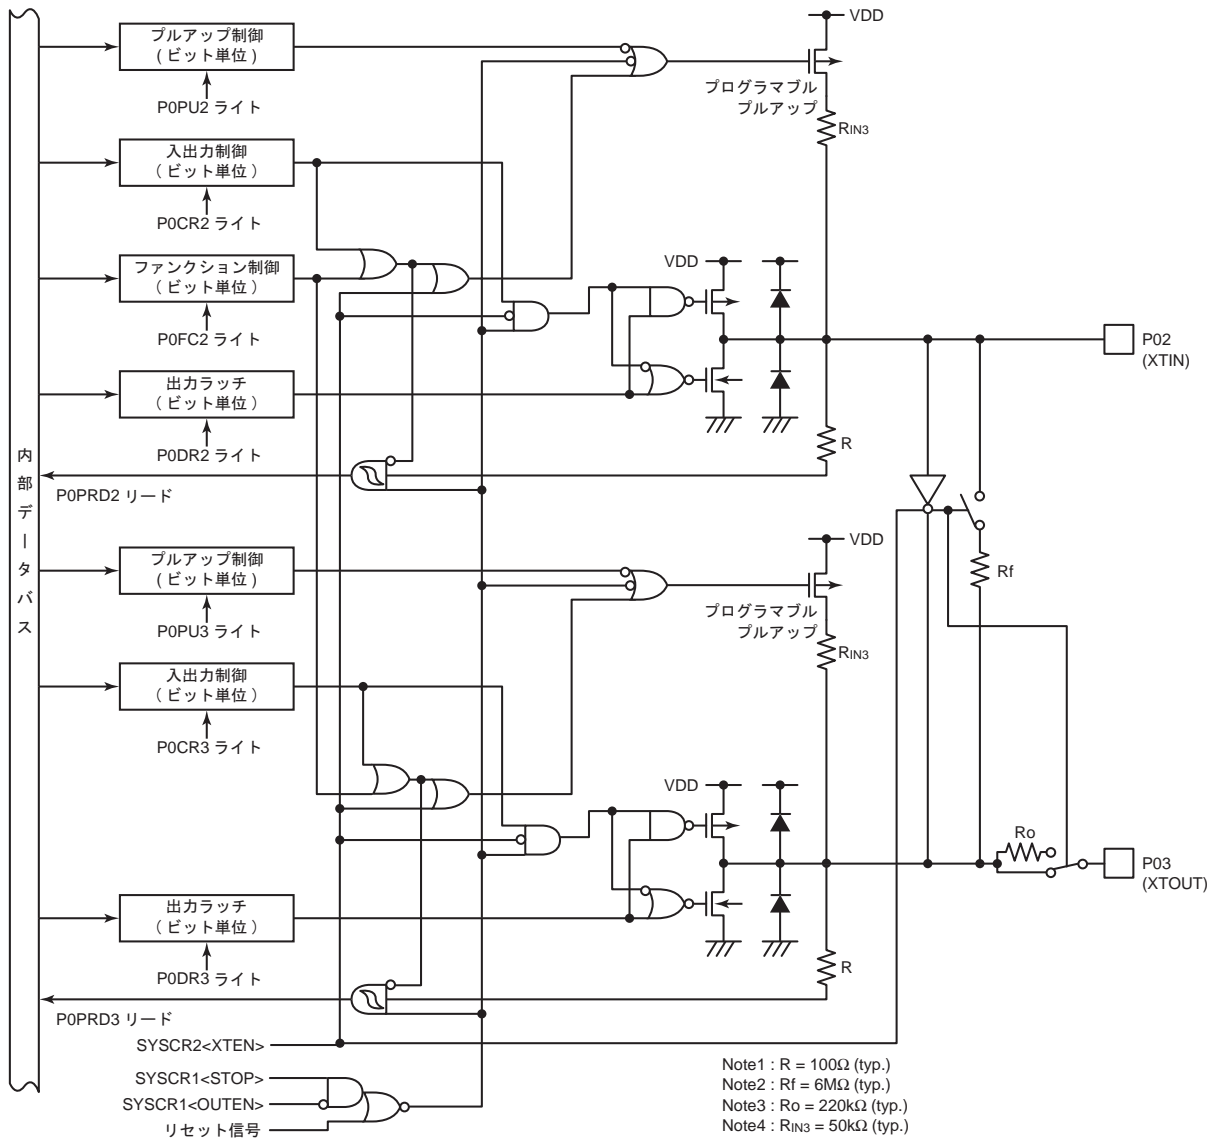 VDD
プルアップ制御
( ビット単位 )
P0PU2 ライト
プログラマブル
プルアップ
RIN3
入出力制御
( ビット単位 )
P0CR2 ライト
ファンクション制御
( ビット単位 )
P0FC2 ライト
VDD
P02
(XTIN)
出力ラッチ
( ビット単位 )
P0DR2 ライト
R
P0PRD2 リード
内部データバス
VDD
プルアップ制御
( ビット単位 )
P0PU3 ライト
プログラマブル
プルアップ
Rf
RIN3
入出力制御
( ビット単位 )
P0CR3 ライト
VDD
Ro
P03
(XTOUT)
出力ラッチ
( ビット単位 )
P0DR3 ライト
R
P0PRD3 リード
SYSCR2<XTEN>
SYSCR1<STOP>
SYSCR1<OUTEN>
リセット信号
Note1 : R = 100Ω (typ.)
Note2 : Rf = 6MΩ (typ.)
Note3 : Ro = 220kΩ (typ.)
Note4 : RIN3 = 50kΩ (typ.)